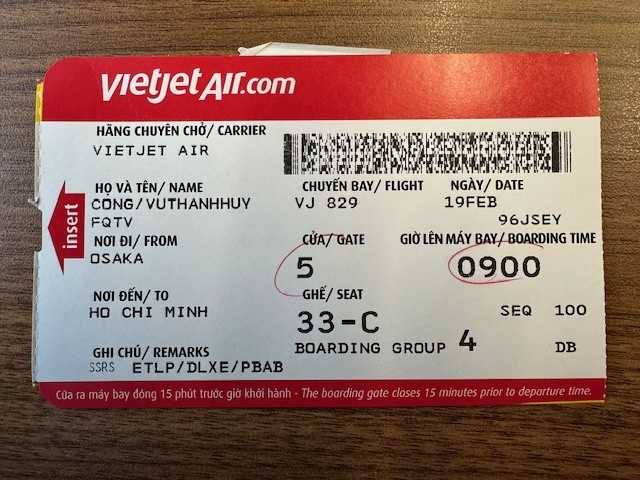 vietjetAir.com
HÃNG CHUYÊN CHỞ/ CARRIER
VIETJET AIR
HỌ VÀ TÊN/ NAME
CONG/VUTHANHHUY
FQTV
CHUYẾN BAY/ FLIGHT
VJ 829
NGÀY/ DATE
19FEB
96JSEY
insert
NƠI ĐI/ FROM
OSAKA
CỬA/ GATE
5
GIỜ LÊN MÁY BAY/ BOARDING TIME
0900
NƠI ĐẾN/ TO
HO CHI MINH
GHẾ/ SEAT
33-C
SEQ 100
BOARDING GROUP 4
DB
GHI CHÚ/ REMARKS
SSRS ETLP/DLXE/PBAB
Cửa ra máy bay đóng 15 phút trước giờ khởi hành - The boarding gate closes 15 minutes prior to departure time.